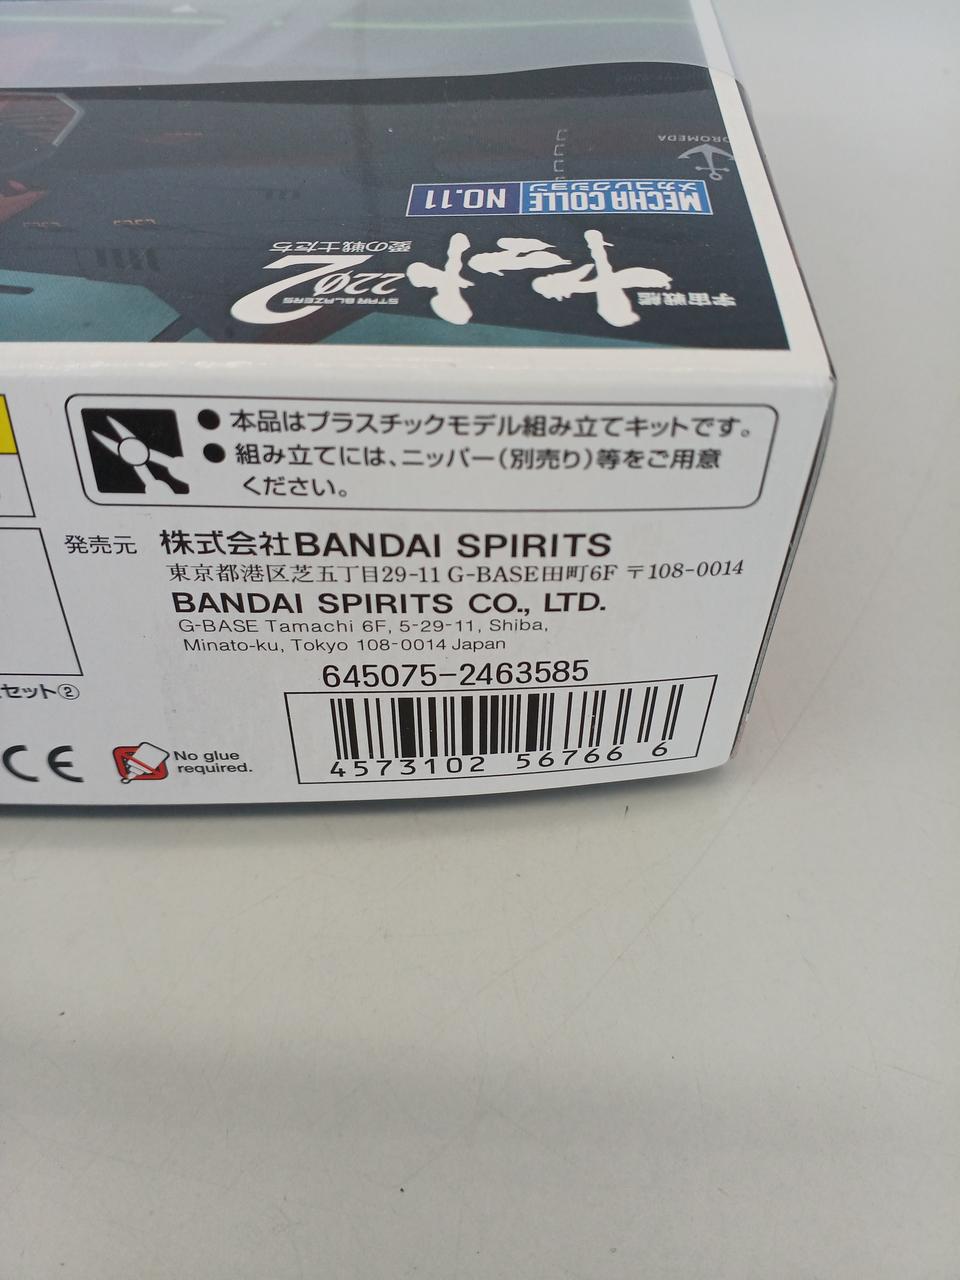 DROMEDA
MECHA COLLE
メカコレクション
NO.11
宇宙戦艦
ヤマト
2202
STAR BLAZERS
愛の戦士たち
●本品はプラスチックモデル組み立てキットです。
●組み立てには、ニッパー(別売り)等をご用意
ください。
発売元 株式会社BANDAI SPIRITS
東京都港区芝五丁目29-11 G-BASE田町6F 〒108-0014
BANDAI SPIRITS CO., LTD.
G-BASE Tamachi 6F, 5-29-11, Shiba,
Minato-ku, Tokyo 108-0014 Japan
645075-2463585
セット②
CE
No glue
required.
4573102 56766 6